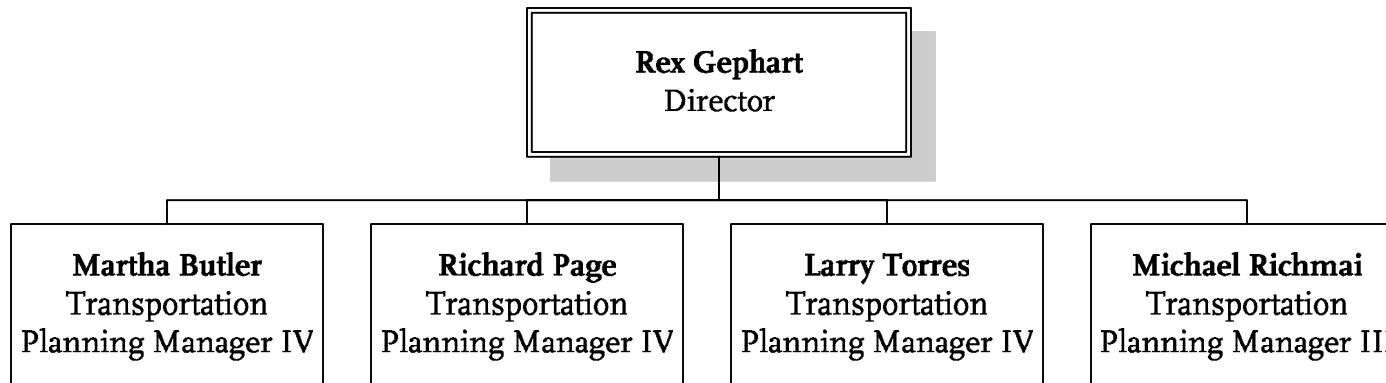 Rex Gephart
Director
Martha Butler
Transportation
Planning Manager IV
Richard Page
Transportation
Planning Manager IV
Larry Torres
Transportation
Planning Manager IV
Michael Richmai
Transportation
Planning Manager III